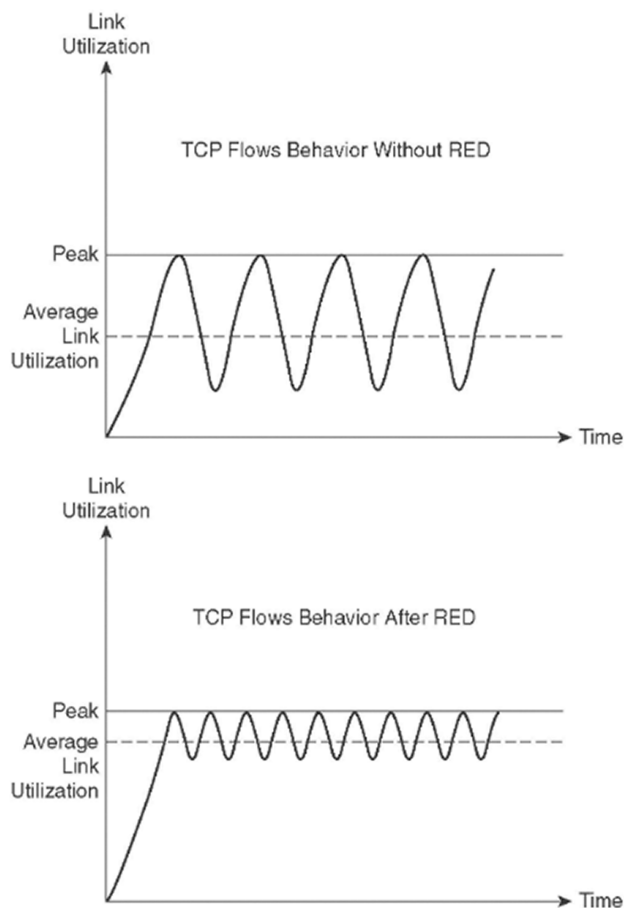 Link
Utilization
TCP Flows Behavior Without RED
Peak
Average
Link
Utilization
Time
Link
Utilization
TCP Flows Behavior After RED
Peak
Average
Link
Utilization
Time